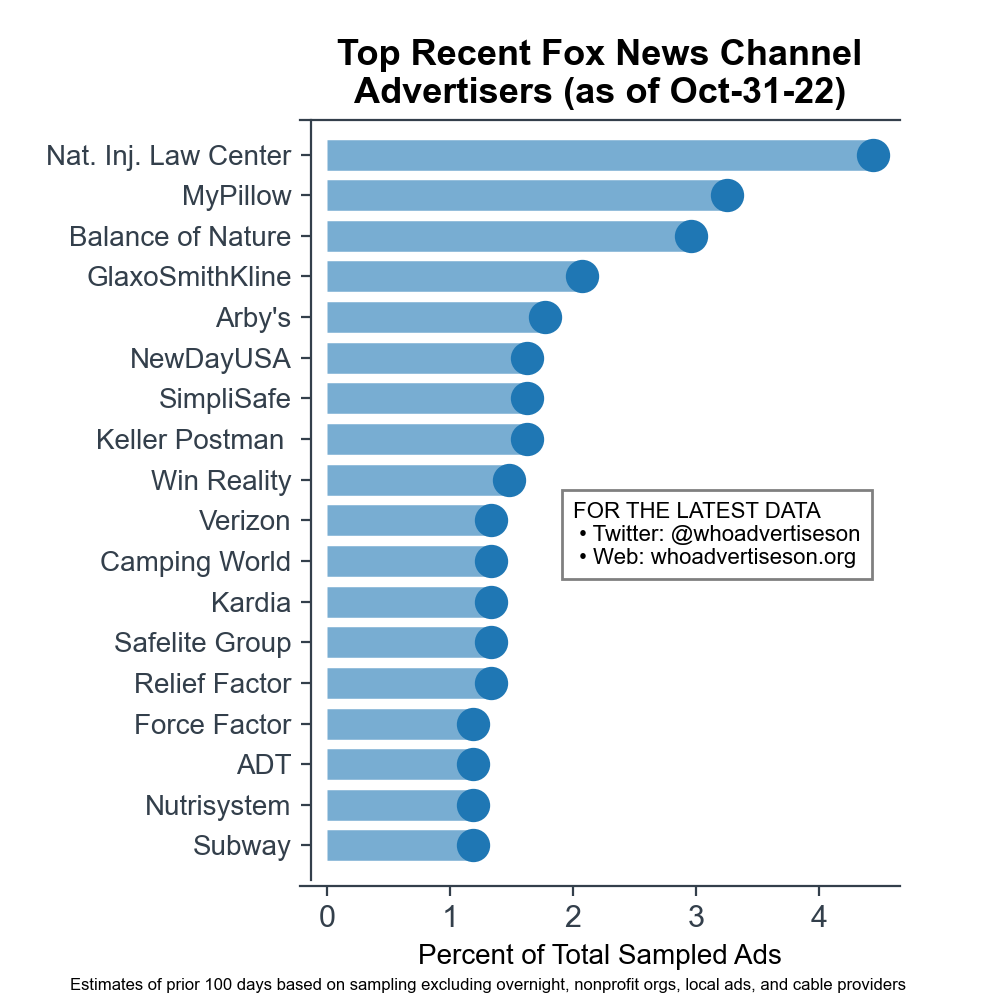 Top Recent Fox News Channel
Advertisers (as of Oct-31-22)
Nat. Inj. Law Center
MyPillow
Balance of Nature
GlaxoSmithKline
Arby's
NewDayUSA
SimpliSafe
Keller Postman
Win Reality
Verizon
Camping World
Kardia
Safelite Group
Relief Factor
Force Factor
ADT
Nutrisystem
Subway
FOR THE LATEST DATA
• Twitter: @whoadvertiseson
• Web: whoadvertiseson.org
0 1 2 3 4
Percent of Total Sampled Ads
Estimates of prior 100 days based on sampling excluding overnight, nonprofit orgs, local ads, and cable providers